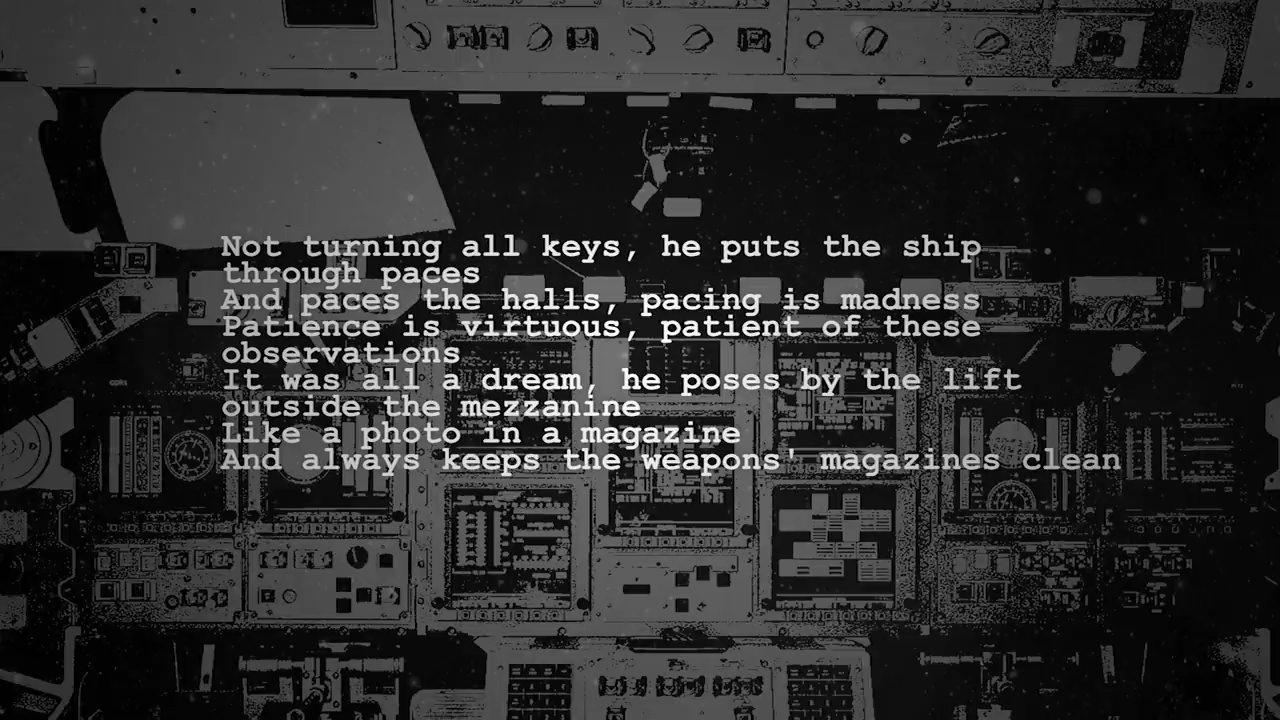 Not turning all keys, he puts the ship
through paces
And paces the halls, pacing is madness
Patience is virtuous, patient of these
observations
It was all a dream, he poses by the lift
outside the mezzanine
Like a photo in a magazine
And always keeps the weapons' magazines clean